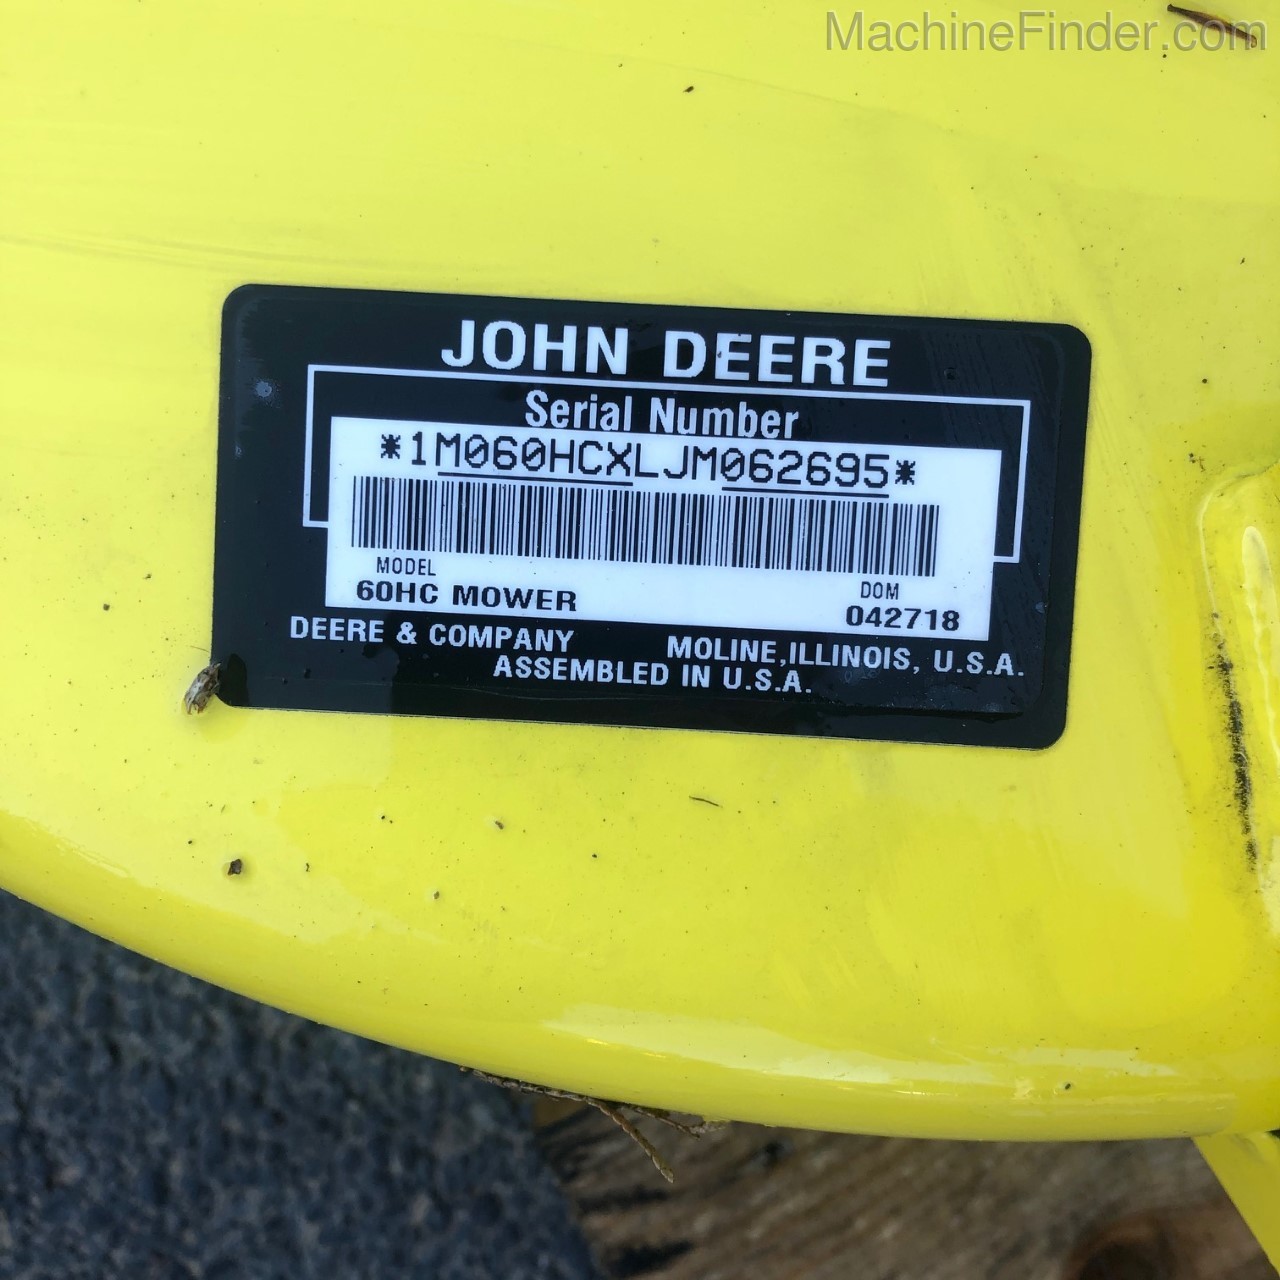 MachineFinder.com
JOHN DEERE
Serial Number
*1M060HCXLJM062695*
MODEL DOM
60HC MOWER 042718
DEERE & COMPANY MOLINE, ILLINOIS, U.S.A.
ASSEMBLED IN U.S.A.